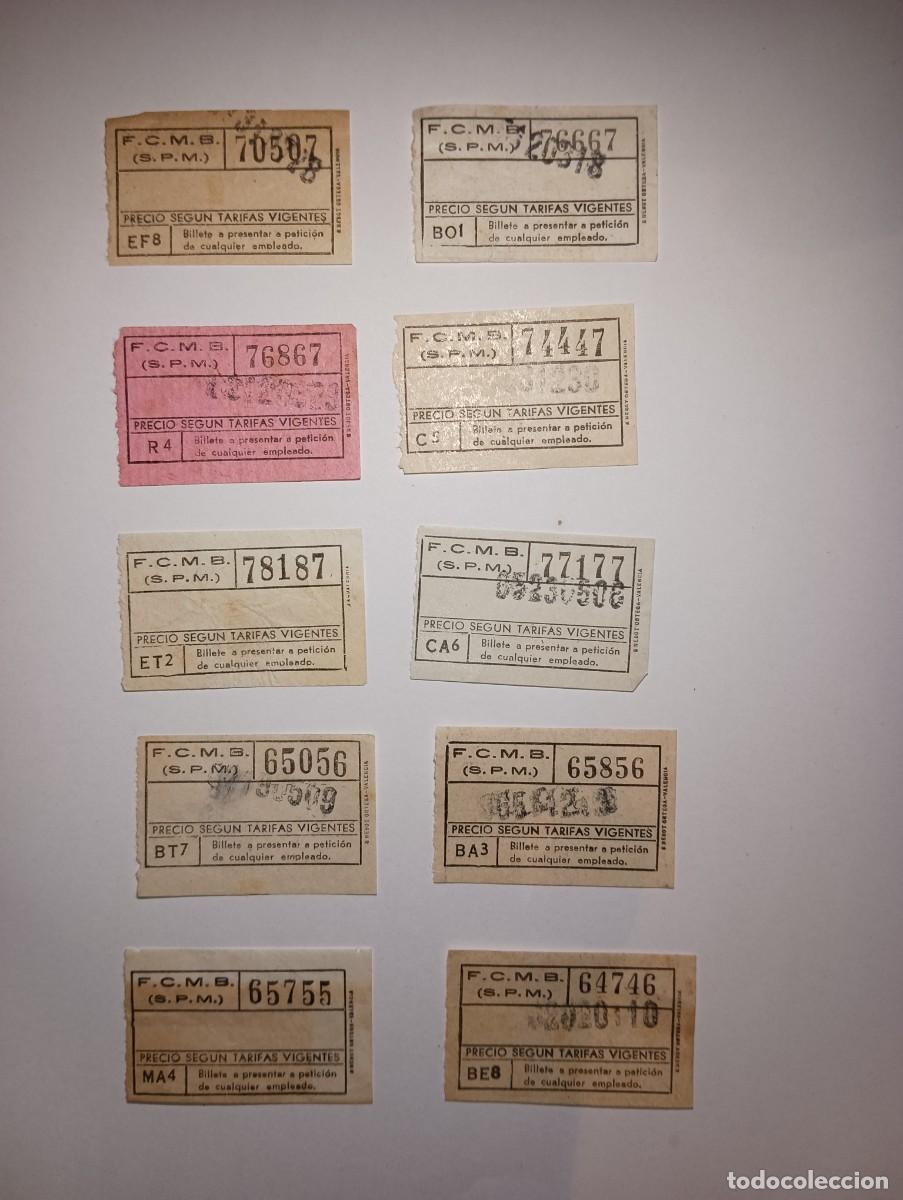 F.C.M.B.
(S.P.M.)
70507
PRECIO SEGUN TARIFAS VIGENTES
EF8
Billete a presentar a petición
de cualquier empleado.
F.C.M.B.
(S.P.M.)
76667
PRECIO SEGUN TARIFAS VIGENTES
BO1
Billete a presentar a petición
de cualquier empleado.
F.C.M.B.
(S.P.M.)
76867
PRECIO SEGUN TARIFAS VIGENTES
R4
Billete a presentar a petición
de cualquier empleado.
F.C.M.B.
(S.P.M.)
74447
PRECIO SEGUN TARIFAS VIGENTES
C5
Billete a presentar a petición
de cualquier empleado.
F.C.M.B.
(S.P.M.)
78187
PRECIO SEGUN TARIFAS VIGENTES
ET2
Billete a presentar a petición
de cualquier empleado.
F.C.M.B.
(S.P.M.)
77177
PRECIO SEGUN TARIFAS VIGENTES
CA6
Billete a presentar a petición
de cualquier empleado.
F.C.M.B.
(S.P.M.)
65056
PRECIO SEGUN TARIFAS VIGENTES
BT7
Billete a presentar a petición
de cualquier empleado.
F.C.M.B.
(S.P.M.)
65856
PRECIO SEGUN TARIFAS VIGENTES
BA3
Billete a presentar a petición
de cualquier empleado.
F.C.M.B.
(S.P.M.)
65755
PRECIO SEGUN TARIFAS VIGENTES
MA4
Billete a presentar a petición
de cualquier empleado.
F.C.M.B.
(S.P.M.)
64746
PRECIO SEGUN TARIFAS VIGENTES
BE8
Billete a presentar a petición
de cualquier empleado.
ORTEGA-VALENCIA
todocoleccion